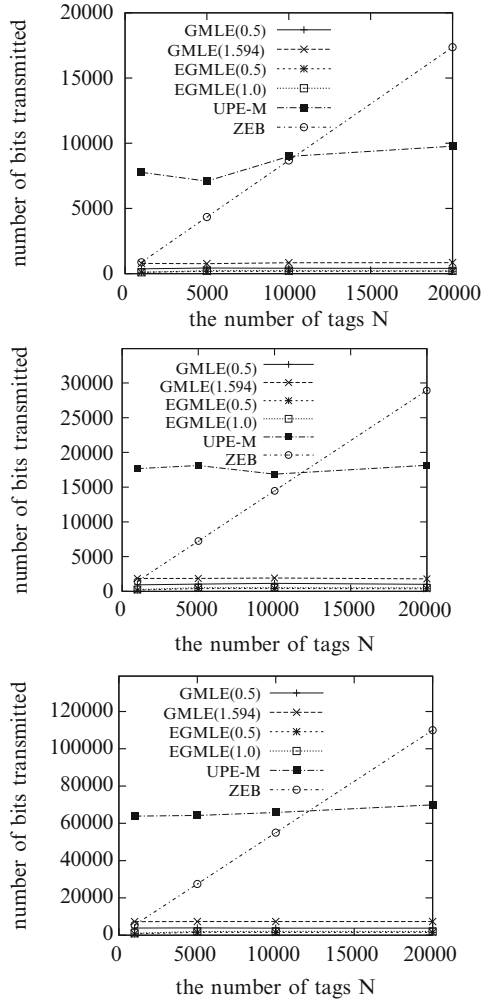 number of bits transmitted
20000
15000
10000
5000
0
GMLE(0.5)
GMLE(1.594)
EGMLE(0.5)
EGMLE(1.0)
UPE-M
ZEB
0 5000 10000 15000 20000
the number of tags N
number of bits transmitted
30000
25000
20000
15000
10000
5000
0
GMLE(0.5)
GMLE(1.594)
EGMLE(0.5)
EGMLE(1.0)
UPE-M
ZEB
0 5000 10000 15000 20000
the number of tags N
number of bits transmitted
120000
100000
80000
60000
40000
20000
0
GMLE(0.5)
GMLE(1.594)
EGMLE(0.5)
EGMLE(1.0)
UPE-M
ZEB
0 5000 10000 15000 20000
the number of tags N